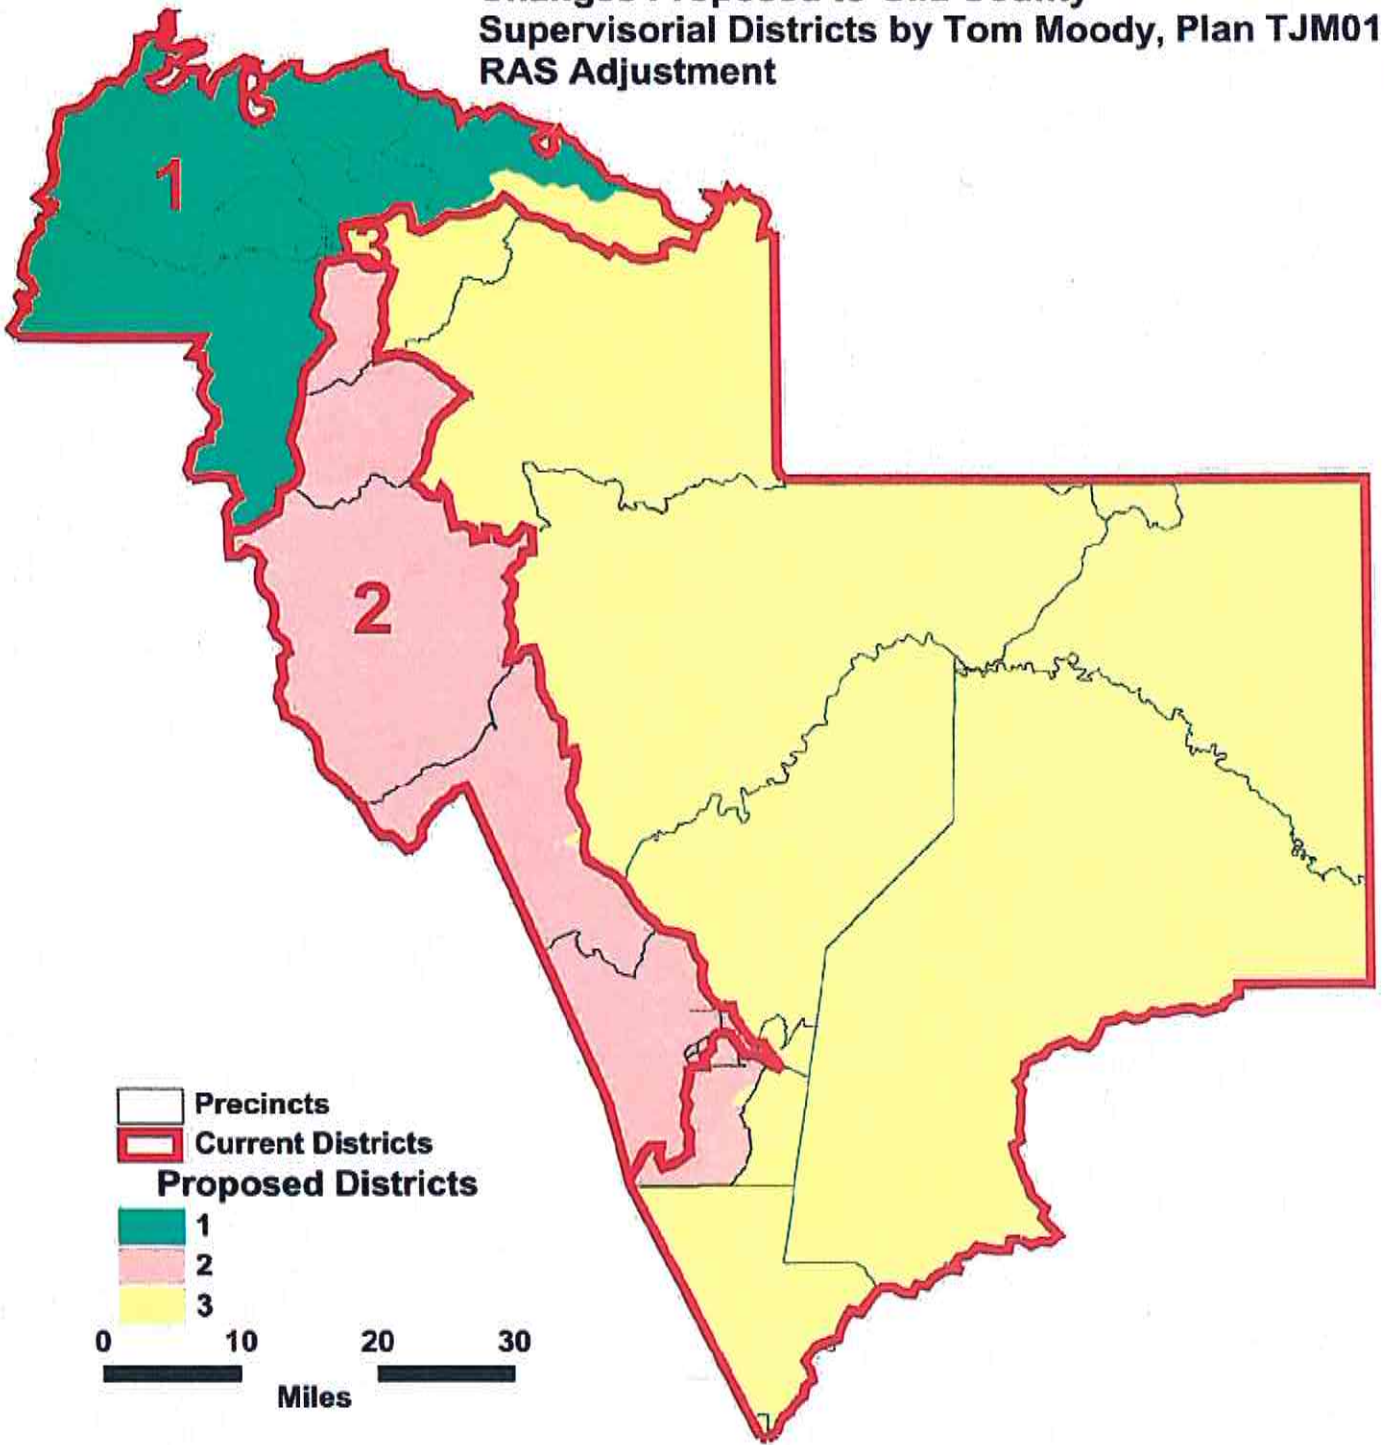 Supervisorial Districts by Tom Moody, Plan TJM01
RAS Adjustment
1
3
2
Precincts
Current Districts
Proposed Districts
1
2
3
0 10 20 30
Miles